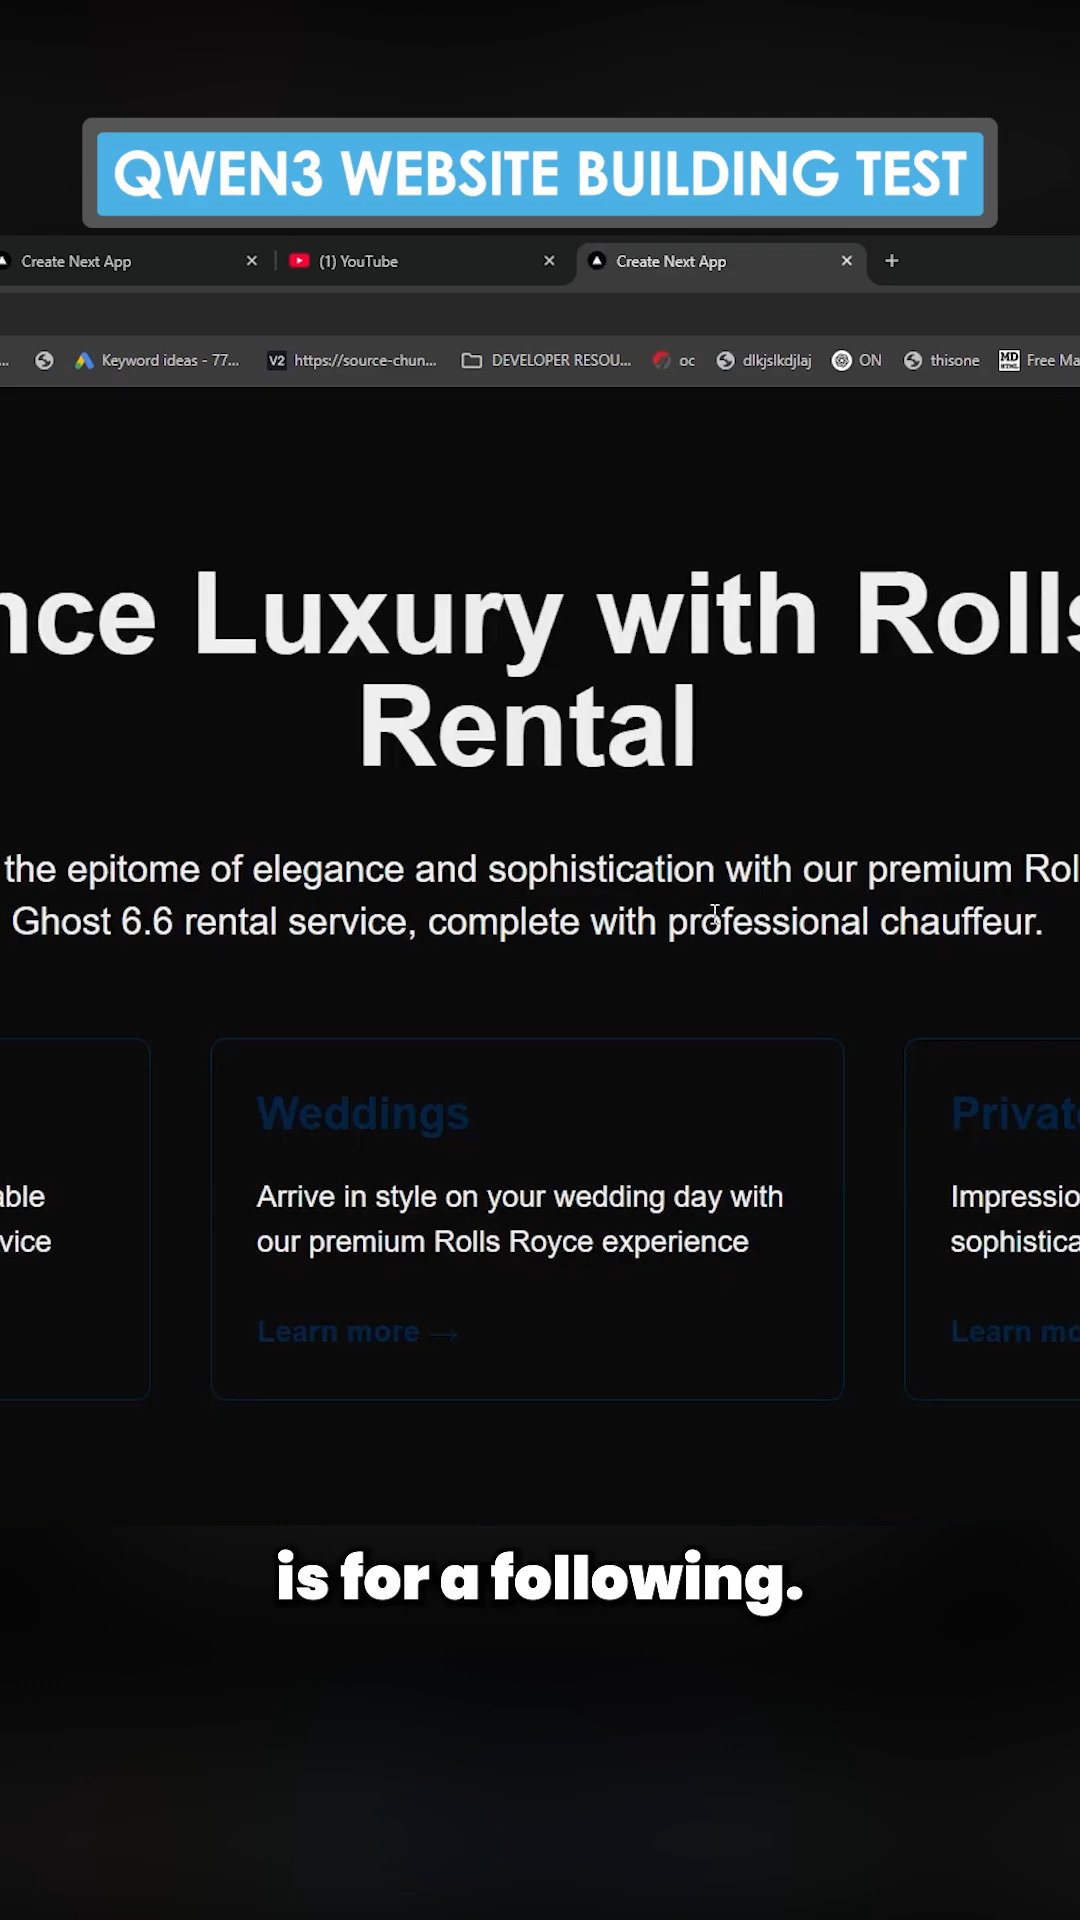 QWEN3 WEBSITE BUILDING TEST
Create Next App
(1) YouTube
Create Next App
Keyword ideas - 77...
V2 https://source-chun...
DEVELOPER RESOU...
oc
dlkjslkdjlaj
ON
thisone
MD HTML Free Ma
nce Luxury with Rolls
Rental
the epitome of elegance and sophistication with our premium Rol
Ghost 6.6 rental service, complete with professional chauffeur.
able
vice
Weddings
Arrive in style on your wedding day with
our premium Rolls Royce experience
Learn more →
Privat
Impressio
sophistica
Learn mo
is for a following.